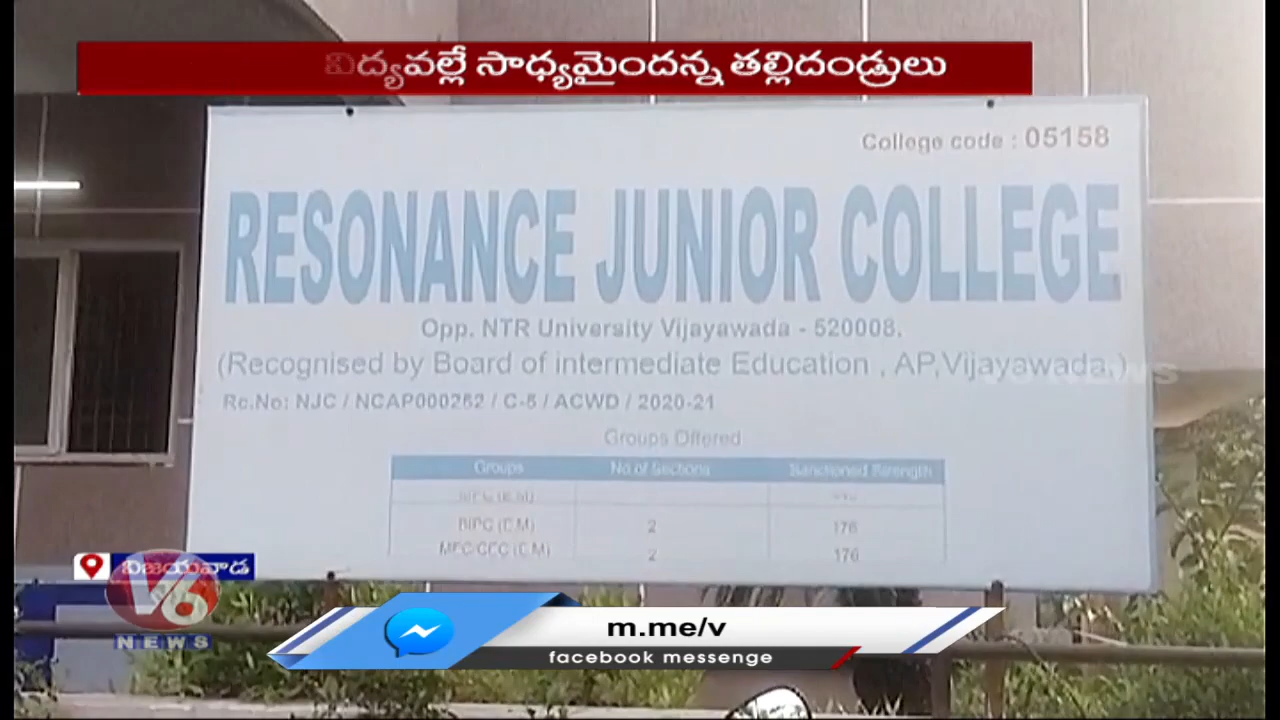 విద్యవల్లే సాధ్యమైందన్న తల్లిదండ్రులు
College code : 05158
RESONANCE JUNIOR COLLEGE
Opp. NTR University Vijayawada - 520008.
(Recognised by Board of intermediate Education , AP,Vijayawada.)
Rc.No: NJC / NCAP000262 / C-5 / ACWD / 2020-21
Groups Offered
Groups No of Sections Sanctioned Strength
BIPC (E.M) 2 176
MEC/CEC (E.M) 2 176
విజయవాడ
V6
NEWS
m.me/v
facebook messenge